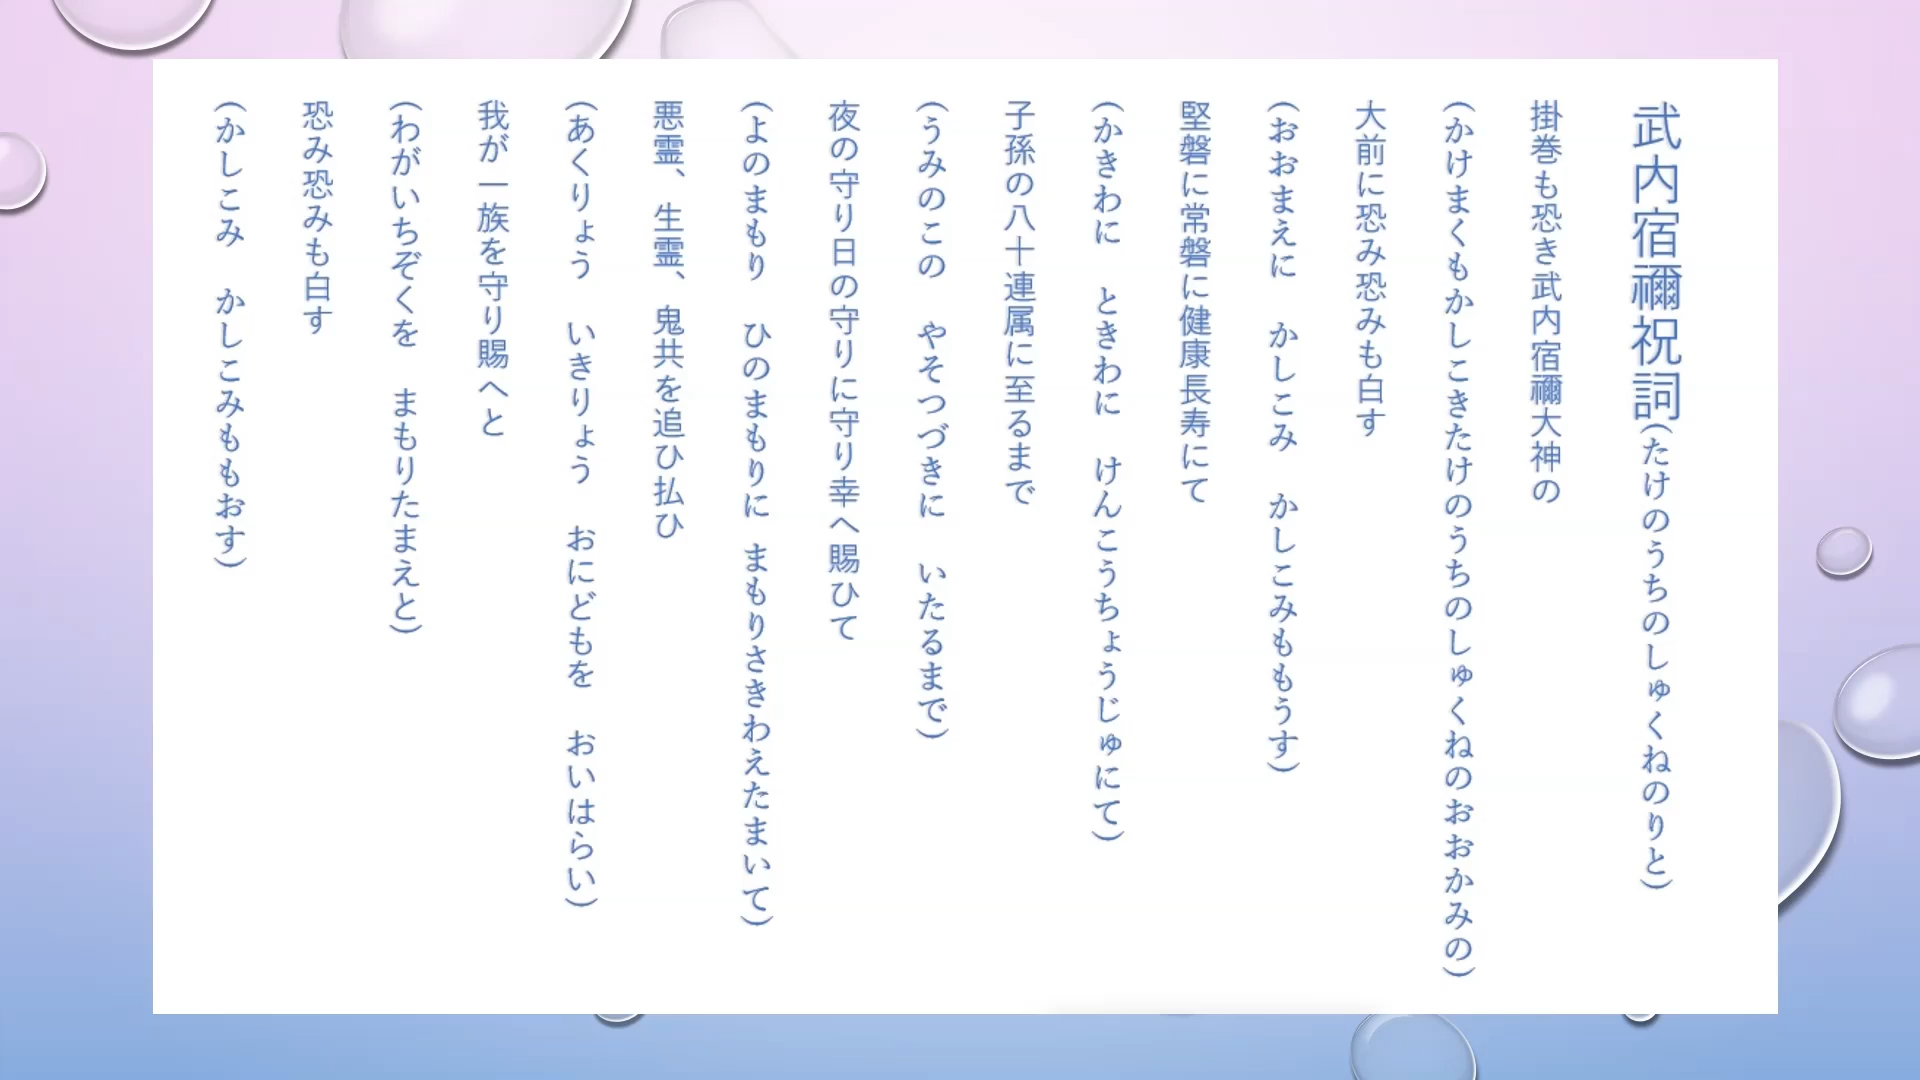 武内宿禰祝詞(たけのうちのしゅくねのりと)
掛巻も恐き武内宿禰大神の
(かけまくもかしこきたけのうちのしゅくねのおおかみの)
大前に恐み恐みも白す
(おおまえに　かしこみ　かしこみももうす)
堅磐に常磐に健康長寿にて
(かきわに　ときわに　けんこうちょうじゅにて)
子孫の八十連属に至るまで
(うみのこの　やそつづきに　いたるまで)
夜の守り日の守りに守り幸へ賜ひて
(よのまもり　ひのまもりに　まもりさきわえたまいて)
悪霊、生霊、鬼共を追ひ払ひ
(あくりょう　いきりょう　おにどもを　おいはらい)
我が一族を守り賜へと
(わがいちぞくを　まもりたまえと)
恐み恐みも白す
(かしこみ　かしこみももおす)